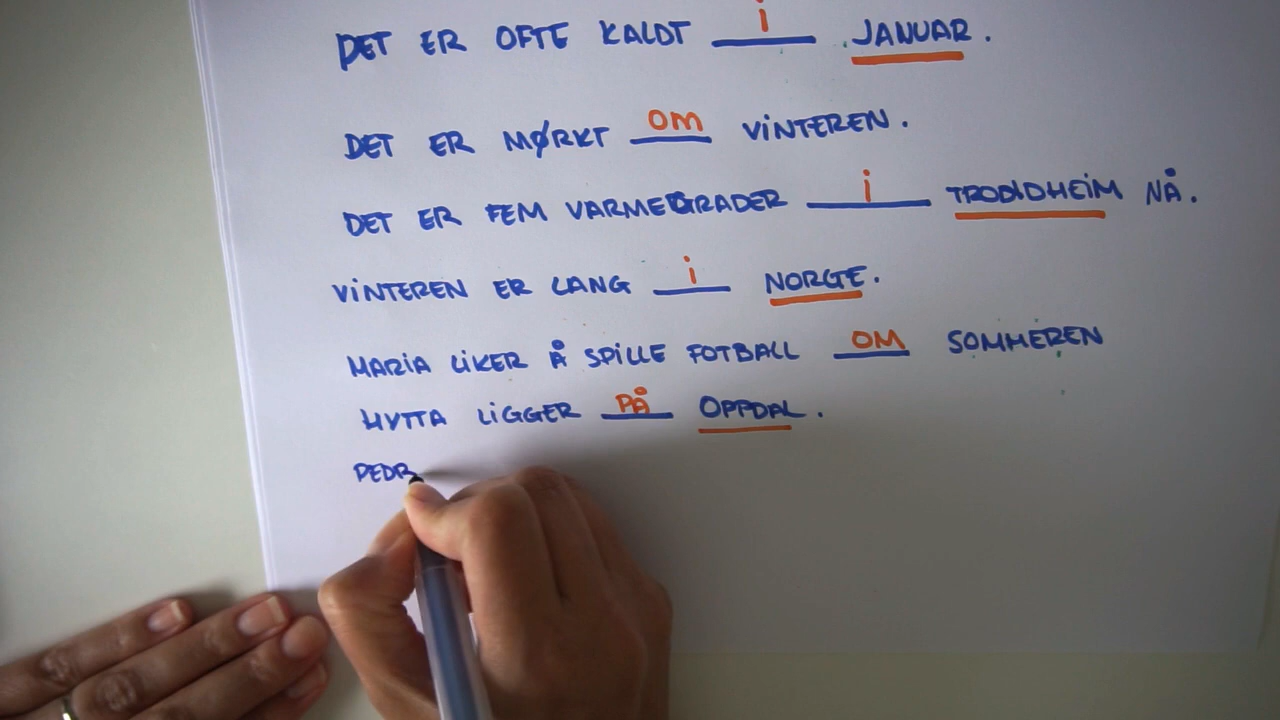 DET ER OFTE KALDT i JANUAR.
DET ER MØRKT OM VINTEREN.
DET ER FEM VARMEGRADER i TRODIDHEIM NÅ.
VINTEREN ER LANG i NORGE.
MARIA LIKER Å SPILLE FOTBALL OM SOMMEREN
HYTTA LIGGER PÅ OPPDAL.
PEDR